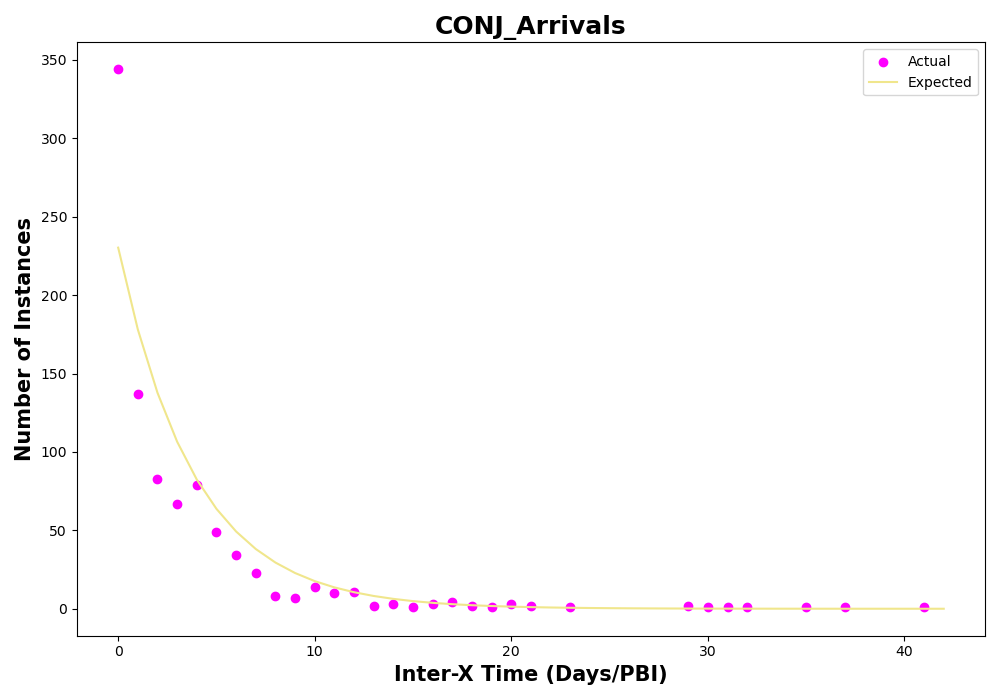 CONJ_Arrivals
Actual
Expected
Number of Instances
350
300
250
200
150
100
50
0
0 10 20 30 40
Inter-X Time (Days/PBI)